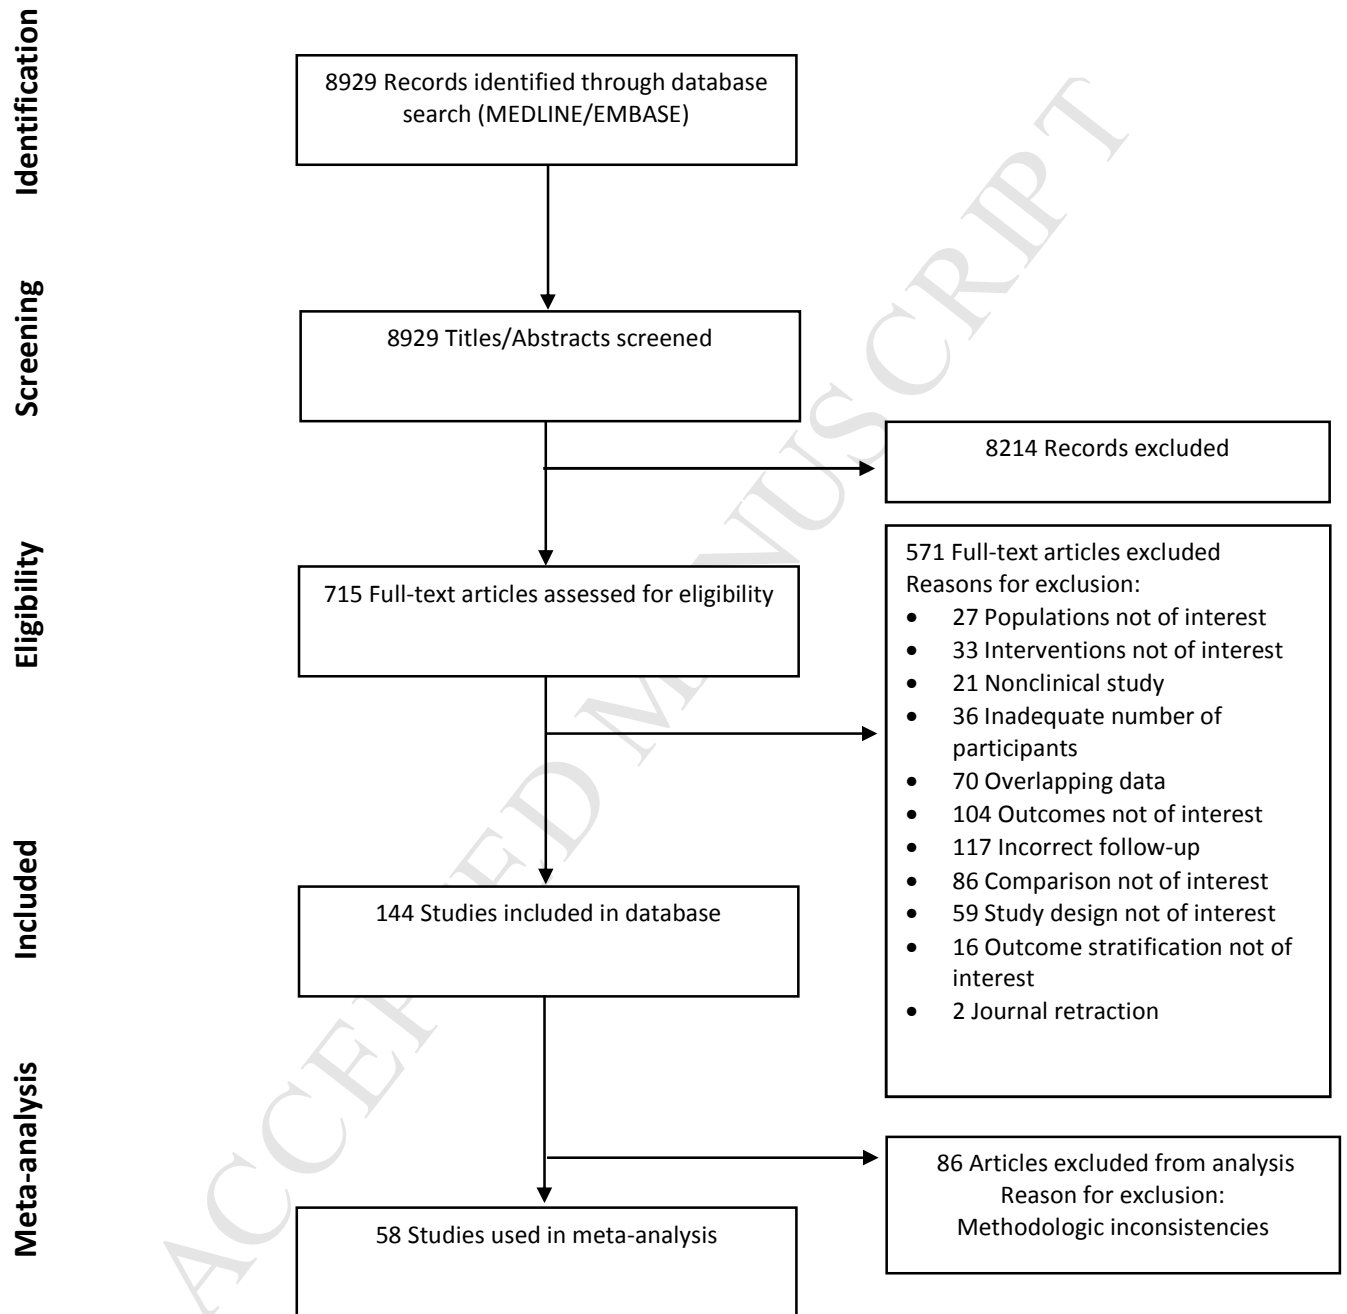 Identification
8929 Records identified through database
search (MEDLINE/EMBASE)
Screening
8929 Titles/Abstracts screened
8214 Records excluded
Eligibility
715 Full-text articles assessed for eligibility
571 Full-text articles excluded
Reasons for exclusion:
• 27 Populations not of interest
• 33 Interventions not of interest
• 21 Nonclinical study
• 36 Inadequate number of
participants
• 70 Overlapping data
• 104 Outcomes not of interest
• 117 Incorrect follow-up
• 86 Comparison not of interest
• 59 Study design not of interest
• 16 Outcome stratification not of
interest
• 2 Journal retraction
Included
144 Studies included in database
Meta-analysis
86 Articles excluded from analysis
Reason for exclusion:
Methodologic inconsistencies
58 Studies used in meta-analysis
ACCEPTED MANUSCRIPT